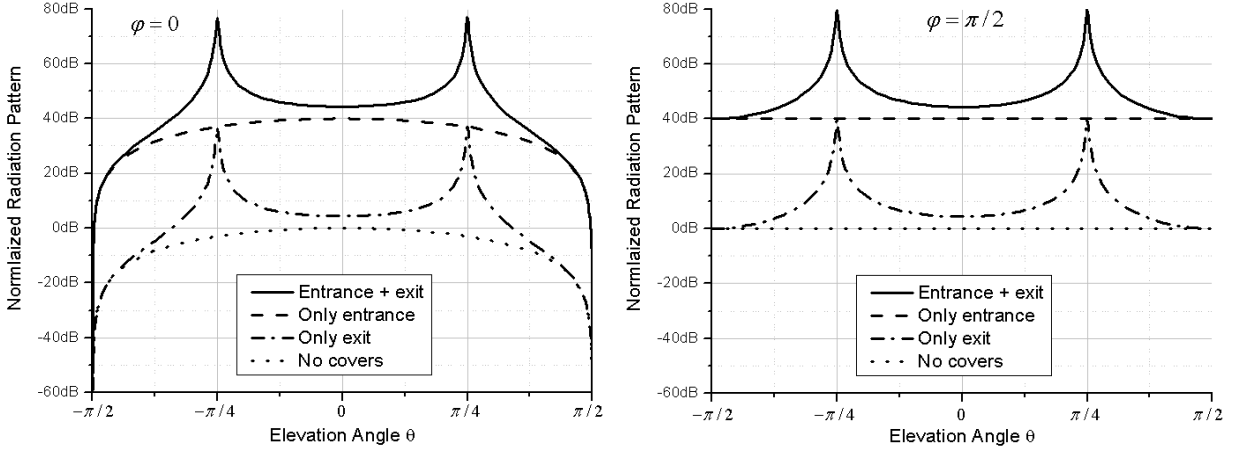 Normlaized Radiation Pattern
φ = 0
80dB
60dB
40dB
20dB
0dB
-20dB
-40dB
-60dB
Entrance + exit
Only entrance
Only exit
No covers
−π / 2
−π / 4
0
π / 4
π / 2
Elevation Angle θ
Normlaized Radiation Pattern
φ = π / 2
80dB
60dB
40dB
20dB
0dB
-20dB
-40dB
-60dB
Entrance + exit
Only entrance
Only exit
No covers
−π / 2
−π / 4
0
π / 4
π / 2
Elevation Angle θ